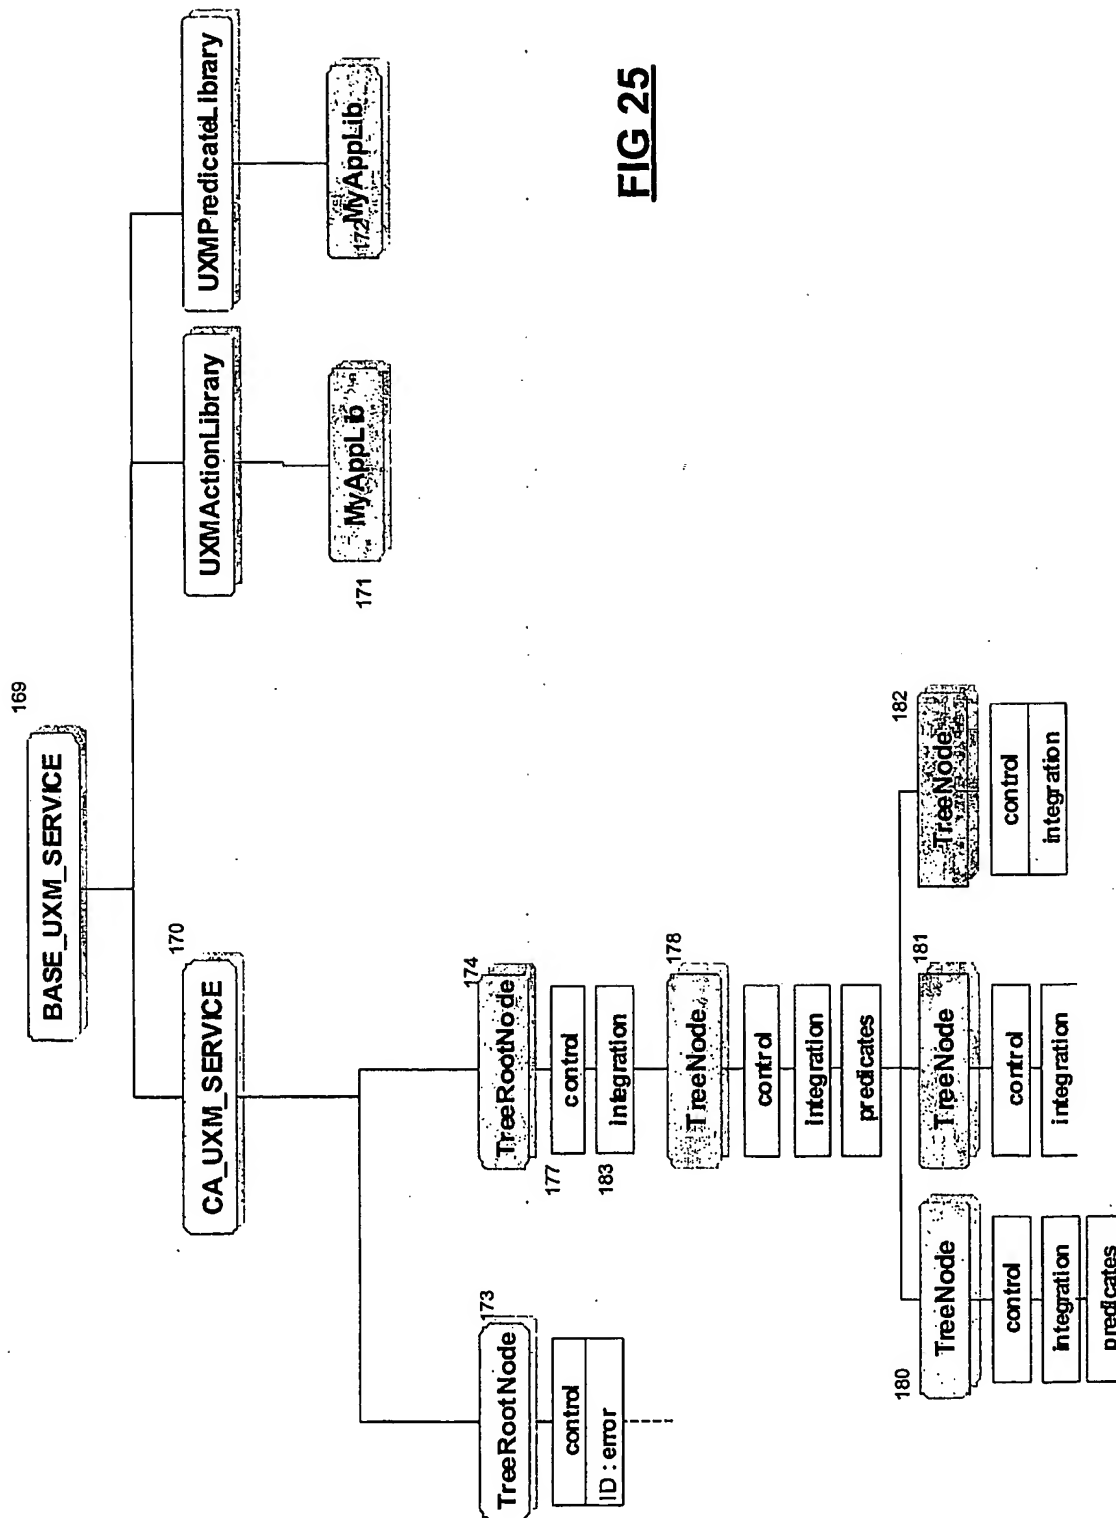 169
BASE_UXM_SERVICE
170
CA_UXM_SERVICE
UXMActionLibrary
UXMPredicateLibrary
171
MyAppLib
172
MyAppLib
173
TreeRootNode
control
ID : error
174
TreeRootNode
177
control
183
integration
178
TreeNode
control
integration
predicates
180
TreeNode
control
integration
predicates
181
TreeNode
control
integration
182
TreeNode
control
integration
FIG 25